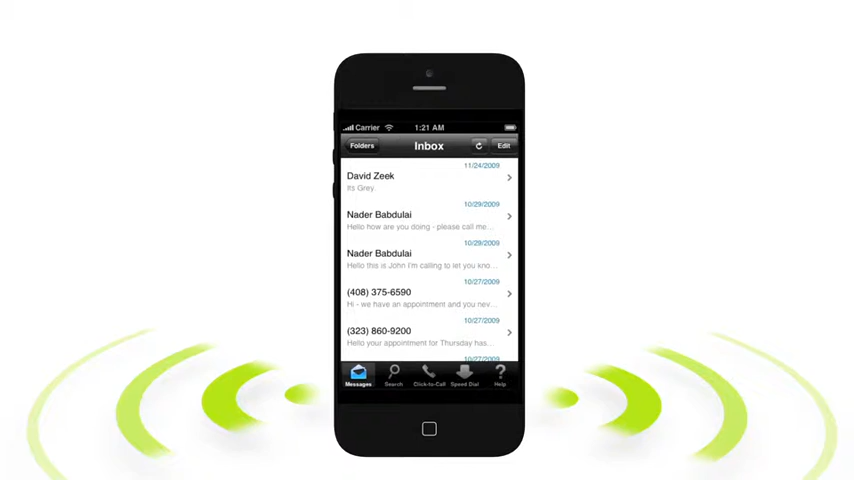 Carrier 1:21 AM
Folders Inbox Edit
11/24/2009
David Zeek
Its Grey
10/29/2009
Nader Babdulai
Hello how are you doing - please call me...
10/29/2009
Nader Babdulai
Hello this is John I'm calling to let you kno...
10/27/2009
(408) 375-6590
Hi - we have an appointment and you nev...
10/27/2009
(323) 860-9200
Hello your appointment for Thursday has...
10/27/2009
Messages Search Click-to-Call Speed Dial Help